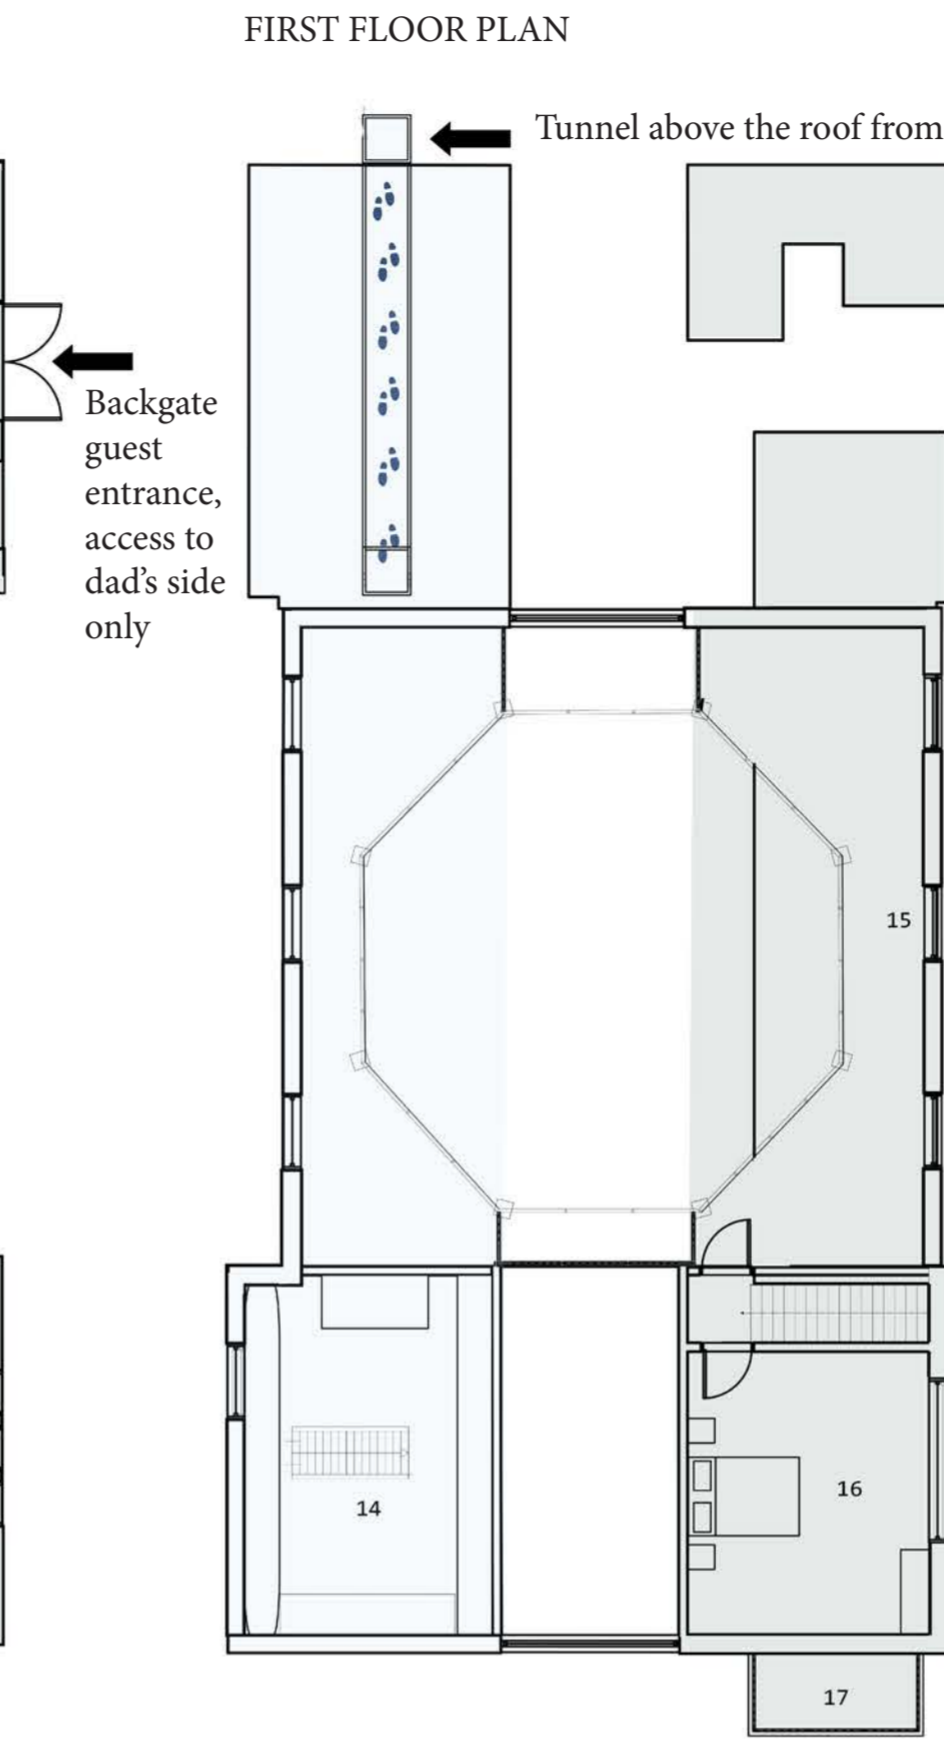 FIRST FLOOR PLAN
Tunnel above the roof from
Backgate
guest
entrance,
access to
dad’s side
only
15
14
16
17